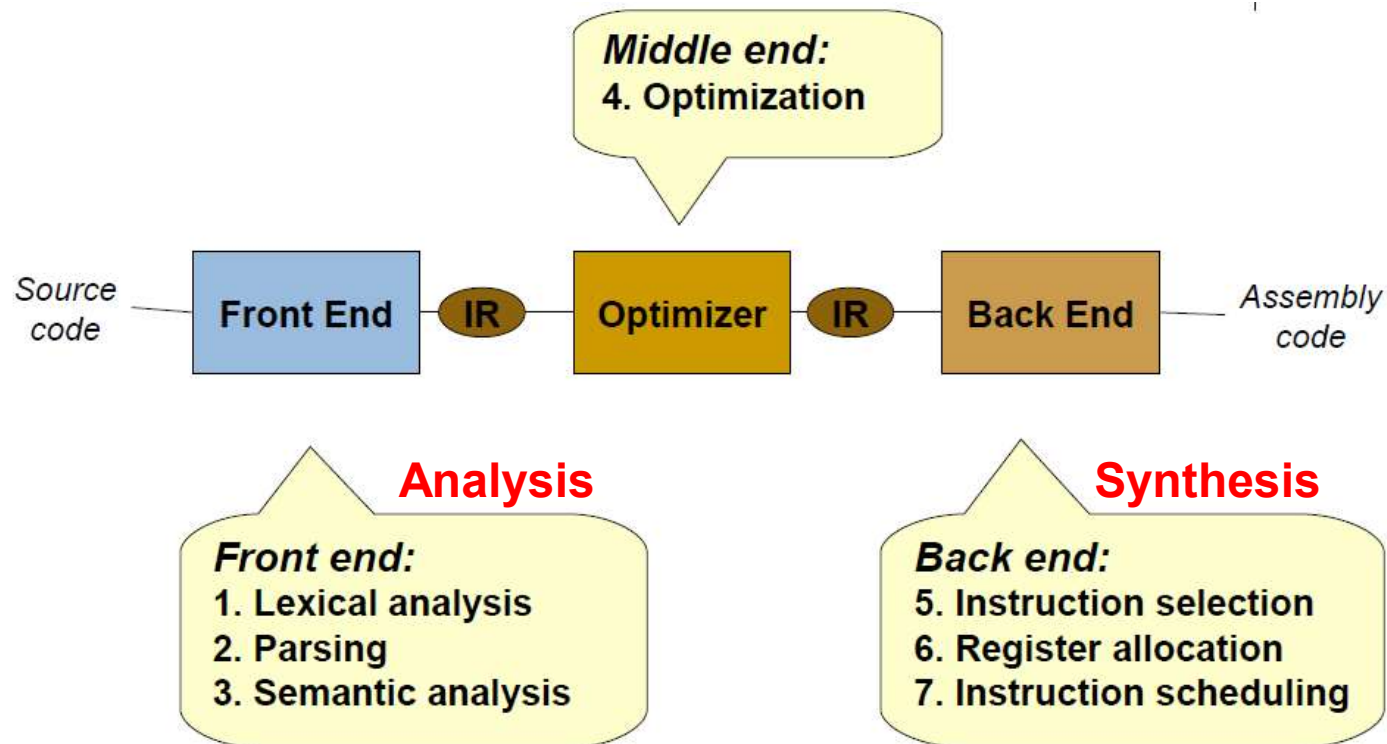 Middle end:
4. Optimization
Source
code
Front End
IR
Optimizer
IR
Back End
Assembly
code
Analysis
Synthesis
Front end:
1. Lexical analysis
2. Parsing
3. Semantic analysis
Back end:
5. Instruction selection
6. Register allocation
7. Instruction scheduling